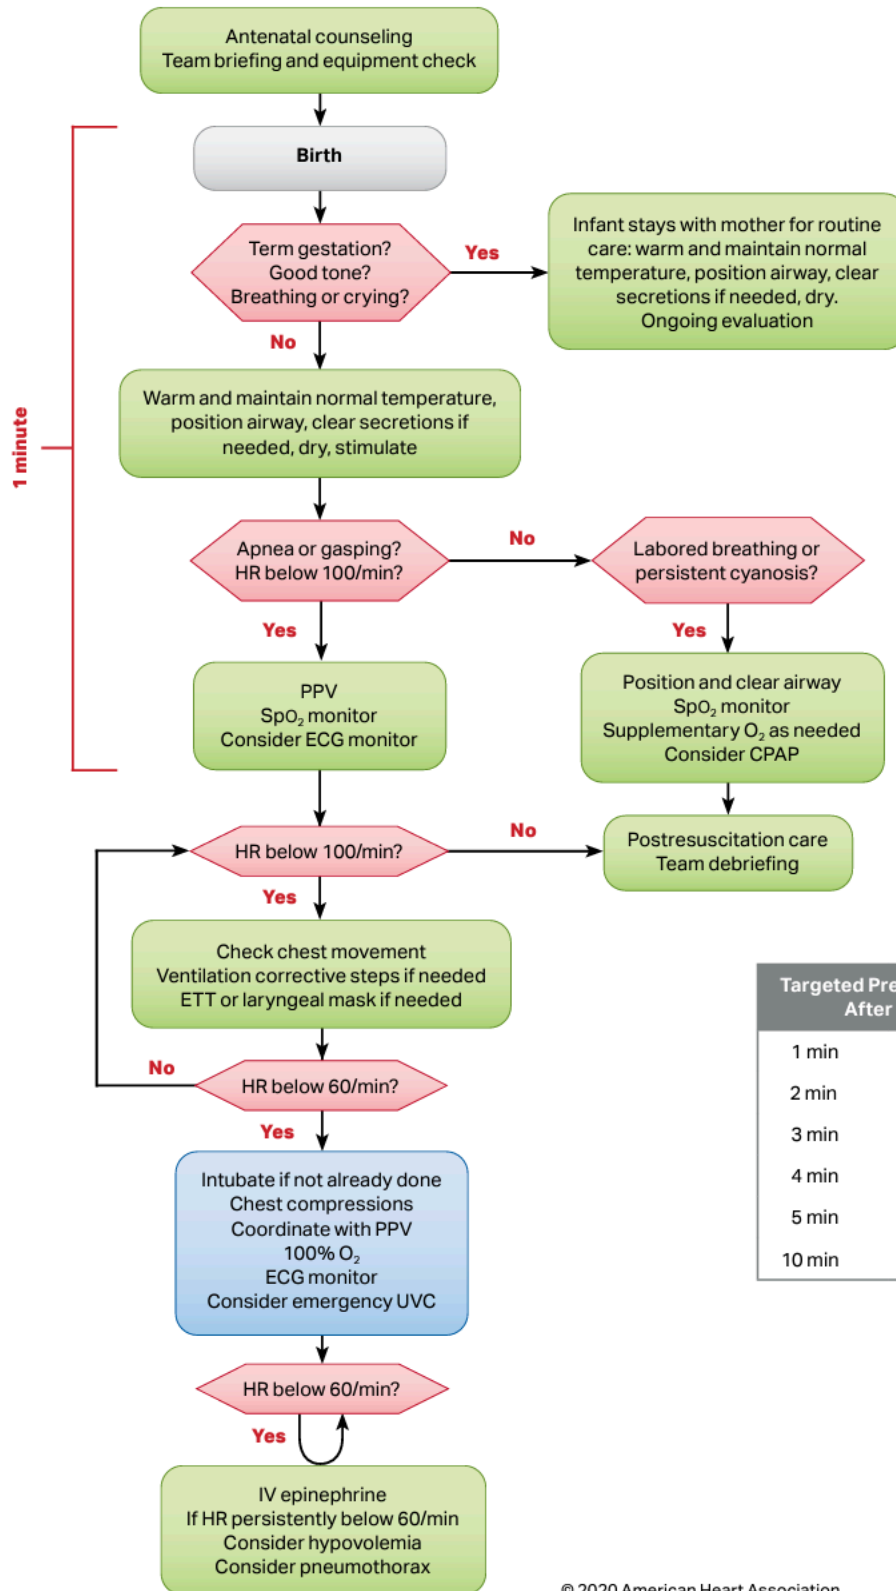 Antenatal counseling
Team briefing and equipment check
Birth
1 minute
Term gestation?
Good tone?
Breathing or crying?
Yes
Infant stays with mother for routine
care: warm and maintain normal
temperature, position airway, clear
secretions if needed, dry.
Ongoing evaluation
No
Warm and maintain normal temperature,
position airway, clear secretions if
needed, dry, stimulate
Apnea or gasping?
HR below 100/min?
No
Labored breathing or
persistent cyanosis?
Yes
Yes
PPV
SpO₂ monitor
Consider ECG monitor
Position and clear airway
SpO₂ monitor
Supplementary O₂ as needed
Consider CPAP
HR below 100/min?
No
Postresuscitation care
Team debriefing
Yes
Check chest movement
Ventilation corrective steps if needed
ETT or laryngeal mask if needed
HR below 60/min?
No
Yes
Intubate if not already done
Chest compressions
Coordinate with PPV
100% O₂
ECG monitor
Consider emergency UVC
HR below 60/min?
Yes
IV epinephrine
If HR persistently below 60/min
Consider hypovolemia
Consider pneumothorax
Targeted Pre
After
1 min
2 min
3 min
4 min
5 min
10 min
© 2020 American Heart Association